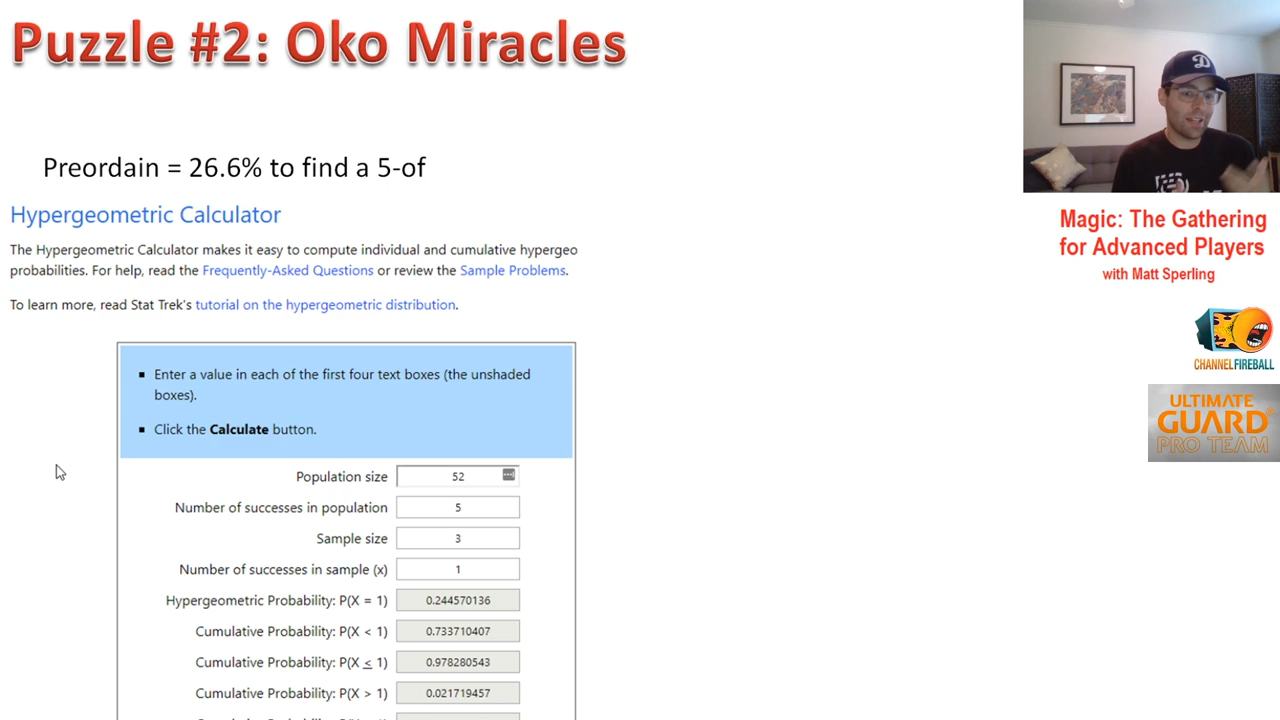 Puzzle #2: Oko Miracles
Preordain = 26.6% to find a 5-of
Hypergeometric Calculator
The Hypergeometric Calculator makes it easy to compute individual and cumulative hypergeo
probabilities. For help, read the Frequently-Asked Questions or review the Sample Problems.
To learn more, read Stat Trek's tutorial on the hypergeometric distribution.
▪ Enter a value in each of the first four text boxes (the unshaded
boxes).
▪ Click the Calculate button.
Population size 52
Number of successes in population 5
Sample size 3
Number of successes in sample (x) 1
Hypergeometric Probability: P(X = 1) 0.244570136
Cumulative Probability: P(X < 1) 0.733710407
Cumulative Probability: P(X ≤ 1) 0.978280543
Cumulative Probability: P(X > 1) 0.021719457
D
Magic: The Gathering
for Advanced Players
with Matt Sperling
CHANNELFIREBALL
ULTIMATE
GUARD®
PRO TEAM